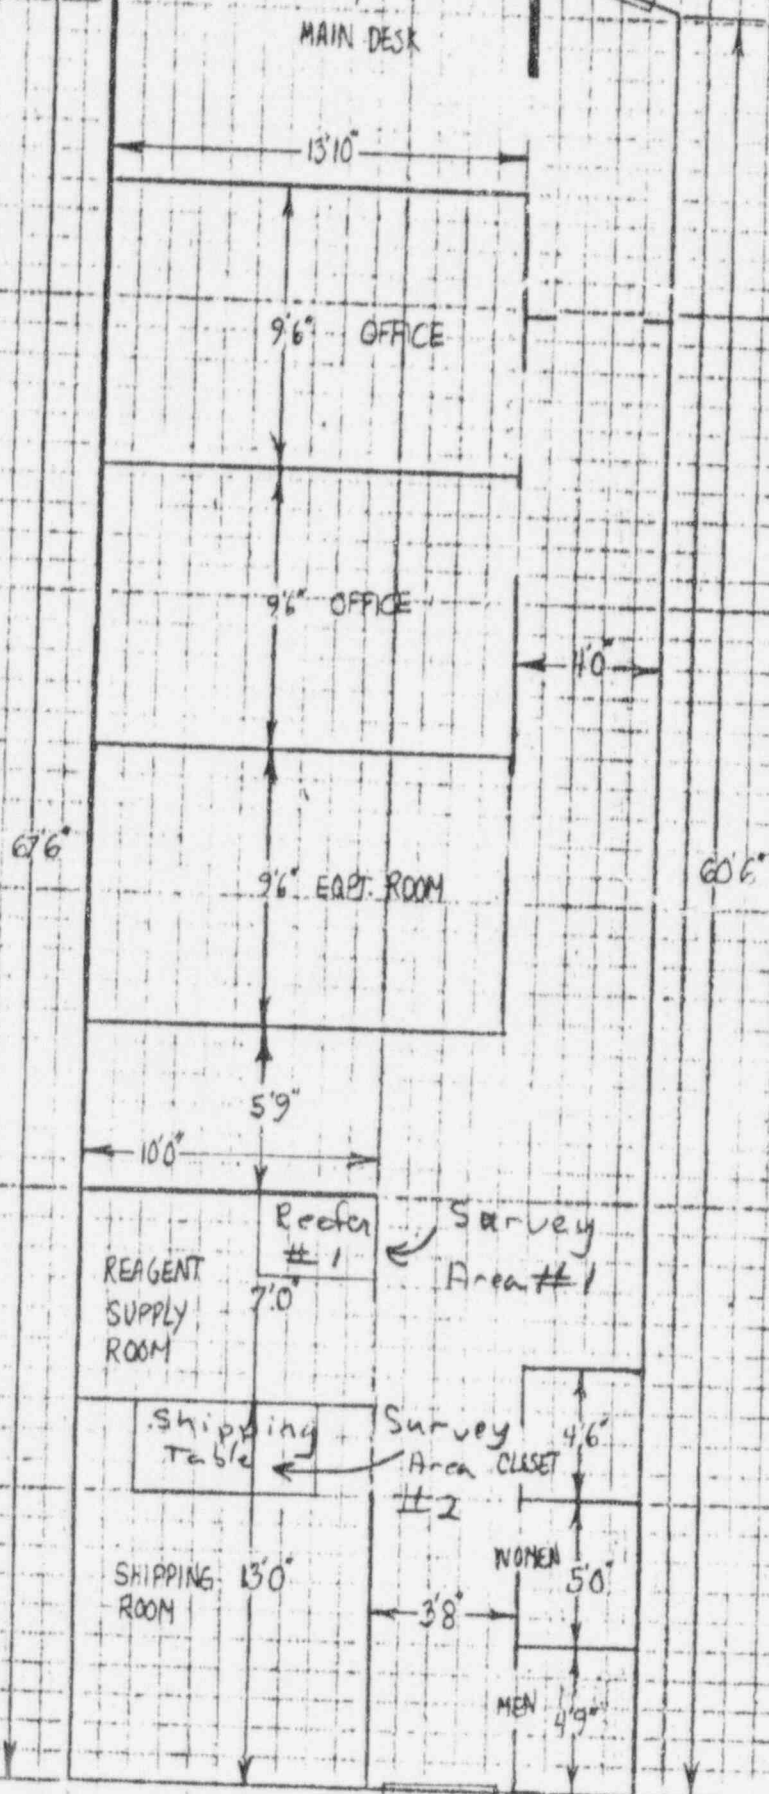 MAIN DESK
13'10"
9'6" OFFICE
9'6" OFFICE
4'0"
67'6"
60'6"
9'6" EQPT. ROOM
5'9"
10'0"
Reefer
# 1
Survey
Area # 1
REAGENT
SUPPLY
ROOM
7'0"
Shipping
Table
Survey
Area
# 2
4'6"
CLOSET
WOMEN
5'0"
SHIPPING
ROOM
13'0"
3'8"
MEN
4'9"